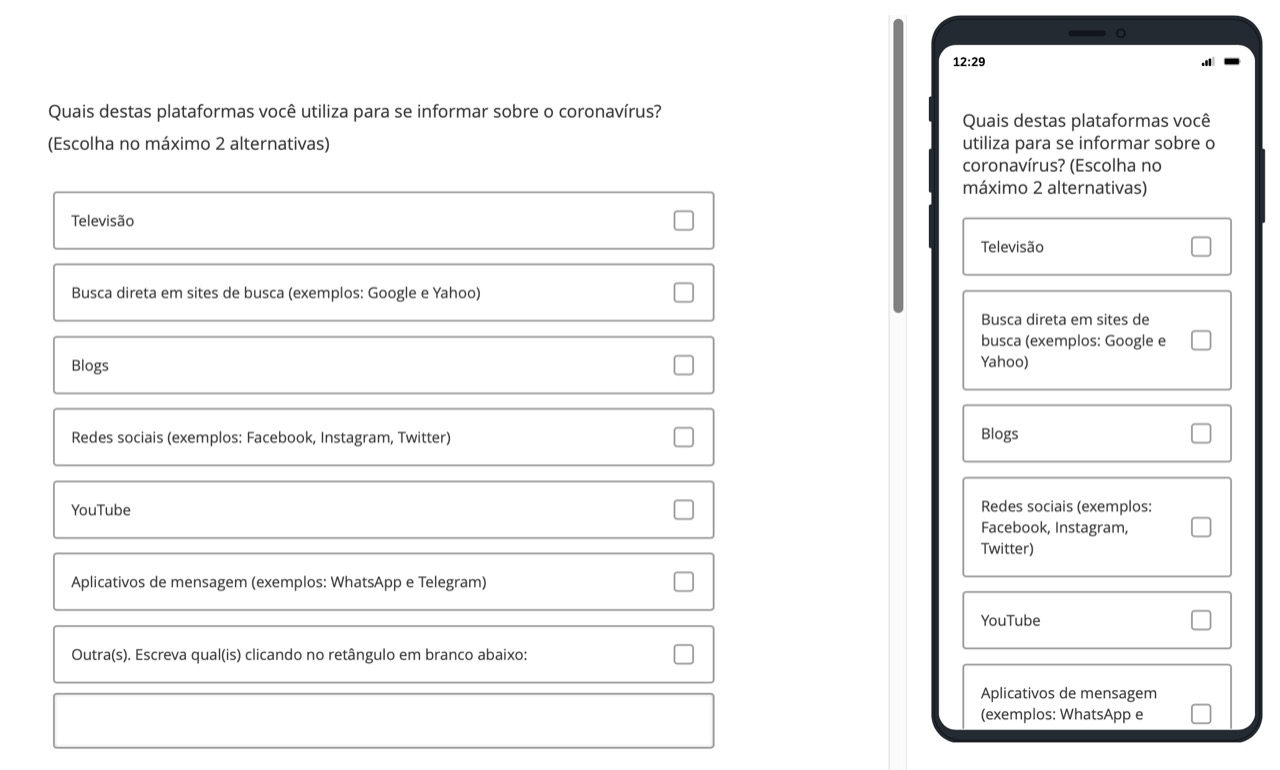 Quais destas plataformas você utiliza para se informar sobre o coronavírus?
(Escolha no máximo 2 alternativas)
Televisão
Busca direta em sites de busca (exemplos: Google e Yahoo)
Blogs
Redes sociais (exemplos: Facebook, Instagram, Twitter)
YouTube
Aplicativos de mensagem (exemplos: WhatsApp e Telegram)
Outra(s). Escreva qual(is) clicando no retângulo em branco abaixo:
12:29
Quais destas plataformas você
utiliza para se informar sobre o
coronavírus? (Escolha no
máximo 2 alternativas)
Televisão
Busca direta em sites de
busca (exemplos: Google e
Yahoo)
Blogs
Redes sociais (exemplos:
Facebook, Instagram,
Twitter)
YouTube
Aplicativos de mensagem
(exemplos: WhatsApp e